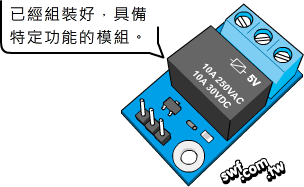 已經組裝好，具備
特定功能的模組。
5V
10A 250VAC
10A 30VDC
swf.com.tw